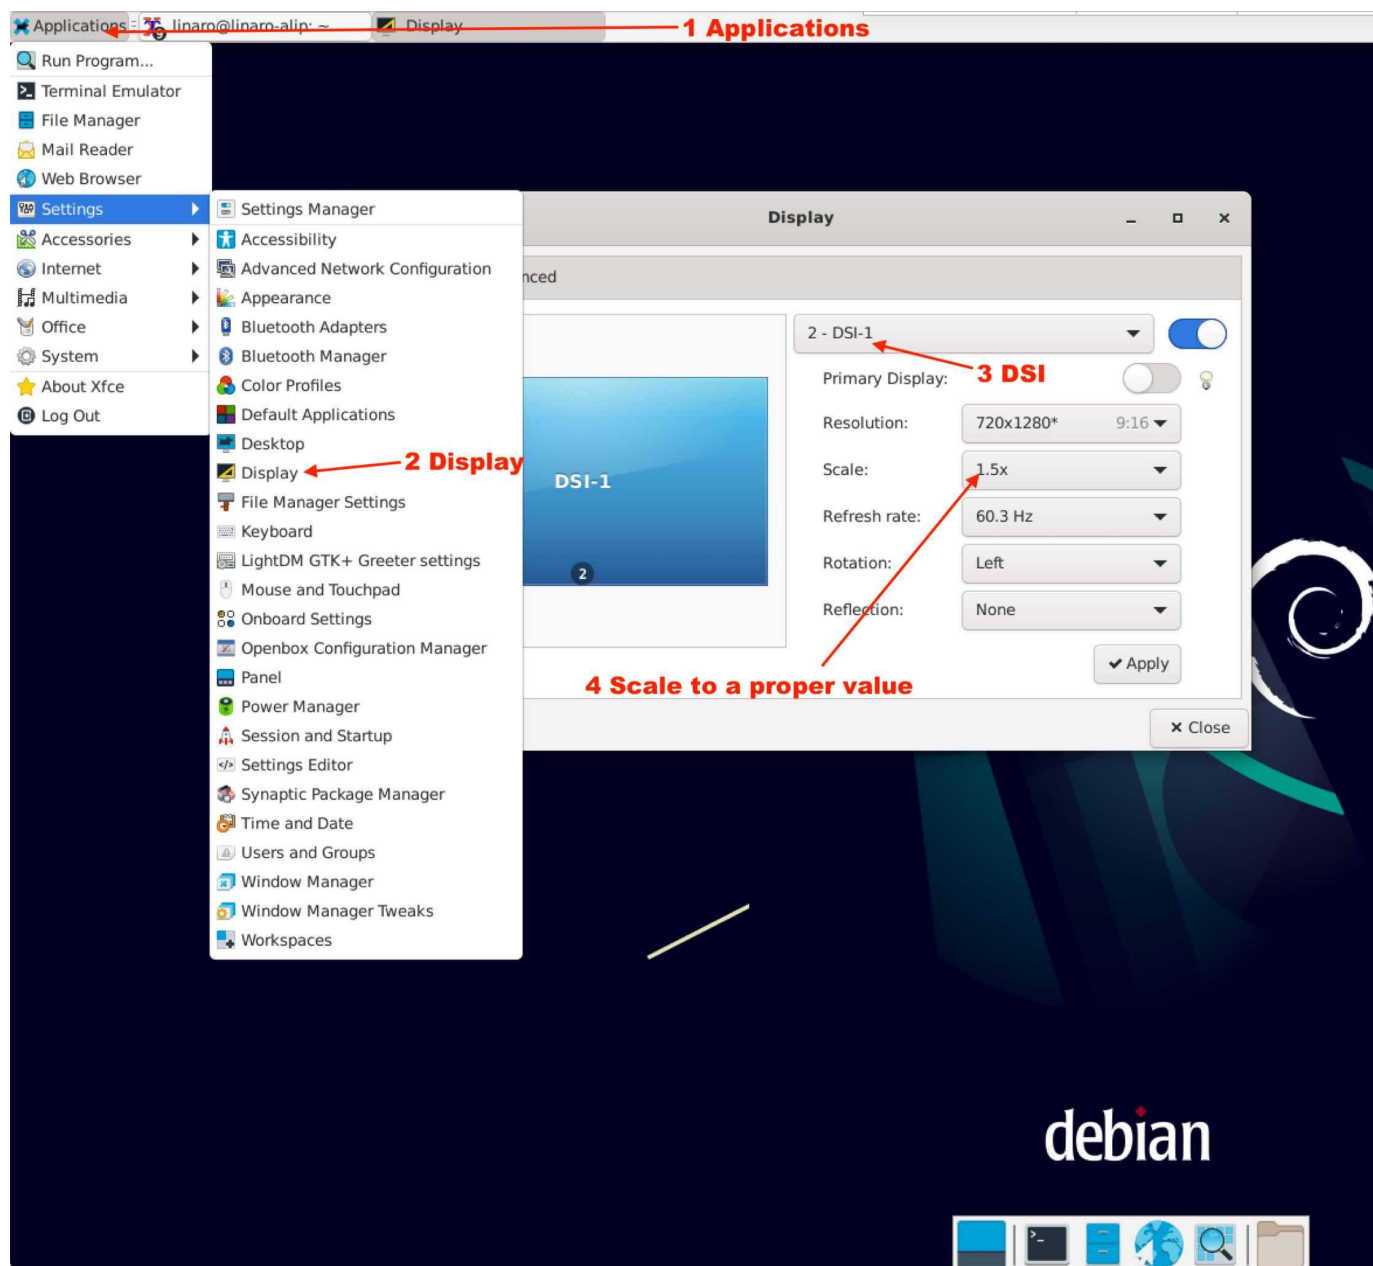 Applications
linaro@linaro-alip: ~
Display
1 Applications
Run Program...
Terminal Emulator
File Manager
Mail Reader
Web Browser
Settings
Accessories
Internet
Multimedia
Office
System
About Xfce
Log Out
Settings Manager
Accessibility
Advanced Network Configuration
Appearance
Bluetooth Adapters
Bluetooth Manager
Color Profiles
Default Applications
Desktop
Display
2 Display
File Manager Settings
Keyboard
LightDM GTK+ Greeter settings
Mouse and Touchpad
Onboard Settings
Openbox Configuration Manager
Panel
Power Manager
Session and Startup
Settings Editor
Synaptic Package Manager
Time and Date
Users and Groups
Window Manager
Window Manager Tweaks
Workspaces
Display
nced
DSI-1
2
2 - DSI-1
3 DSI
Primary Display:
Resolution: 720x1280* 9:16
Scale: 1.5x
Refresh rate: 60.3 Hz
Rotation: Left
Reflection: None
Apply
4 Scale to a proper value
Close
debian